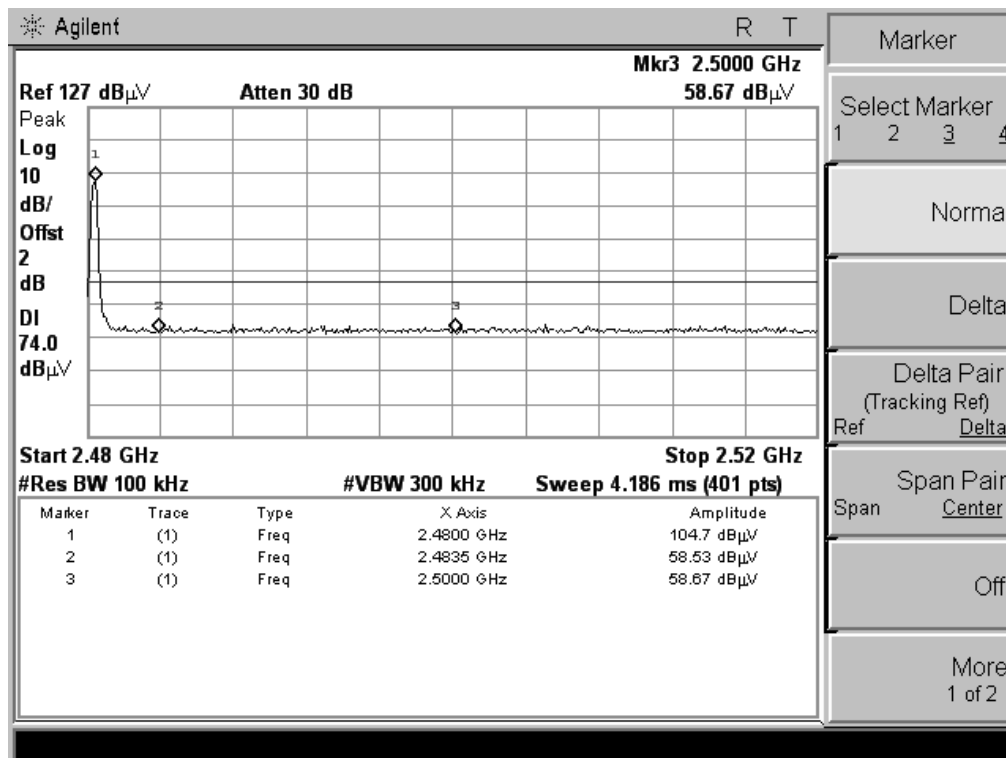 Agilent R T
Mkr3 2.5000 GHz
Ref 127 dBμV Atten 30 dB 58.67 dBμV
Peak
Log
10
dB/
Offst
2
dB
DI
74.0
dBμV
1
2
3
Start 2.48 GHz Stop 2.52 GHz
#Res BW 100 kHz #VBW 300 kHz Sweep 4.186 ms (401 pts)
Marker Trace Type X Axis Amplitude
1 (1) Freq 2.4800 GHz 104.7 dBμV
2 (1) Freq 2.4835 GHz 58.53 dBμV
3 (1) Freq 2.5000 GHz 58.67 dBμV
Marker
Select Marker
1 2 3 4
Norma
Delta
Delta Pair
(Tracking Ref)
Ref Delta
Span Pair
Span Center
Off
More
1 of 2